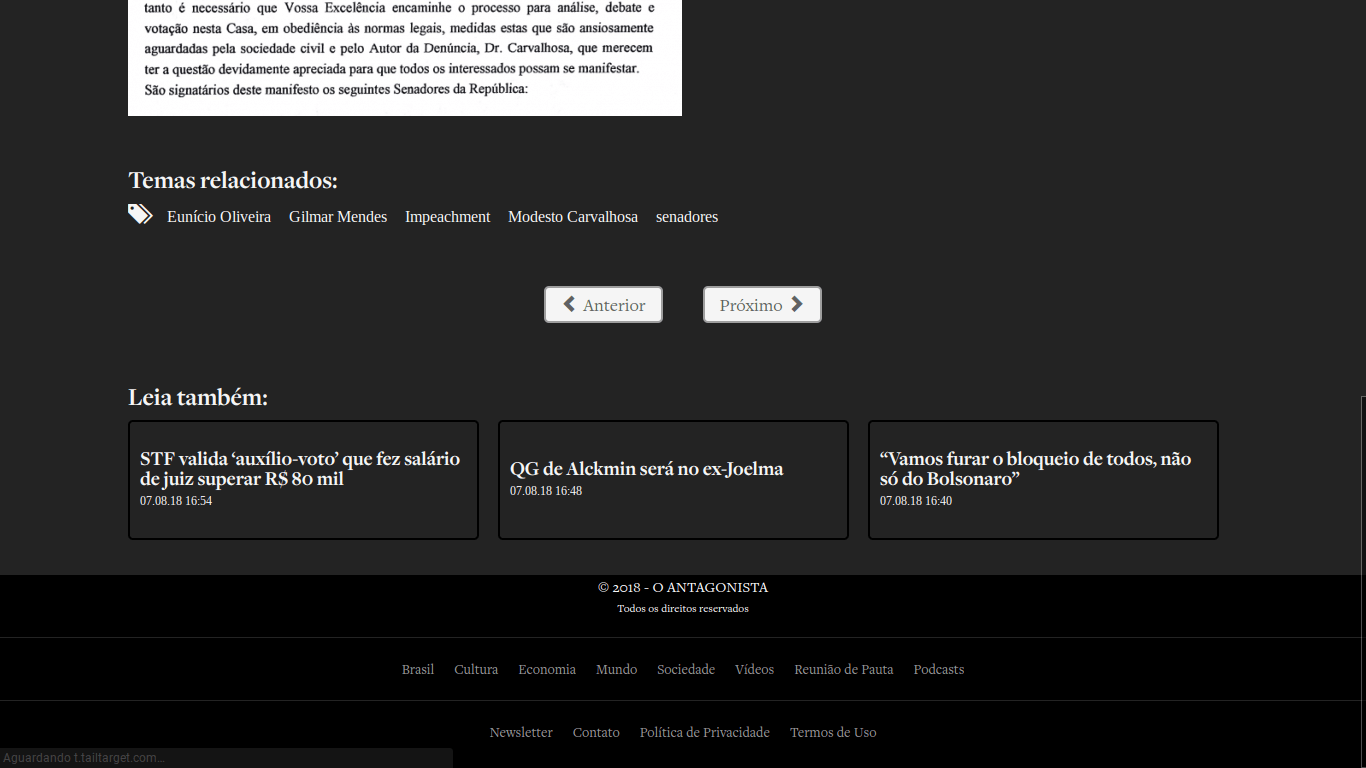 tanto é necessário que Vossa Excelência encaminhe o processo para análise, debate e
votação nesta Casa, em obediência às normas legais, medidas estas que são ansiosamente
aguardadas pela sociedade civil e pelo Autor da Denúncia, Dr. Carvalhosa, que merecem
ter a questão devidamente apreciada para que todos os interessados possam se manifestar.
São signatários deste manifesto os seguintes Senadores da República:
Temas relacionados:
Eunício Oliveira Gilmar Mendes Impeachment Modesto Carvalhosa senadores
Anterior Próximo
Leia também:
STF valida ‘auxílio-voto’ que fez salário
de juiz superar R$ 80 mil
07.08.18 16:54
QG de Alckmin será no ex-Joelma
07.08.18 16:48
“Vamos furar o bloqueio de todos, não
só do Bolsonaro”
07.08.18 16:40
© 2018 - O ANTAGONISTA
Todos os direitos reservados
Brasil Cultura Economia Mundo Sociedade Vídeos Reunião de Pauta Podcasts
Newsletter Contato Política de Privacidade Termos de Uso
Aguardando t.tailtarget.com...